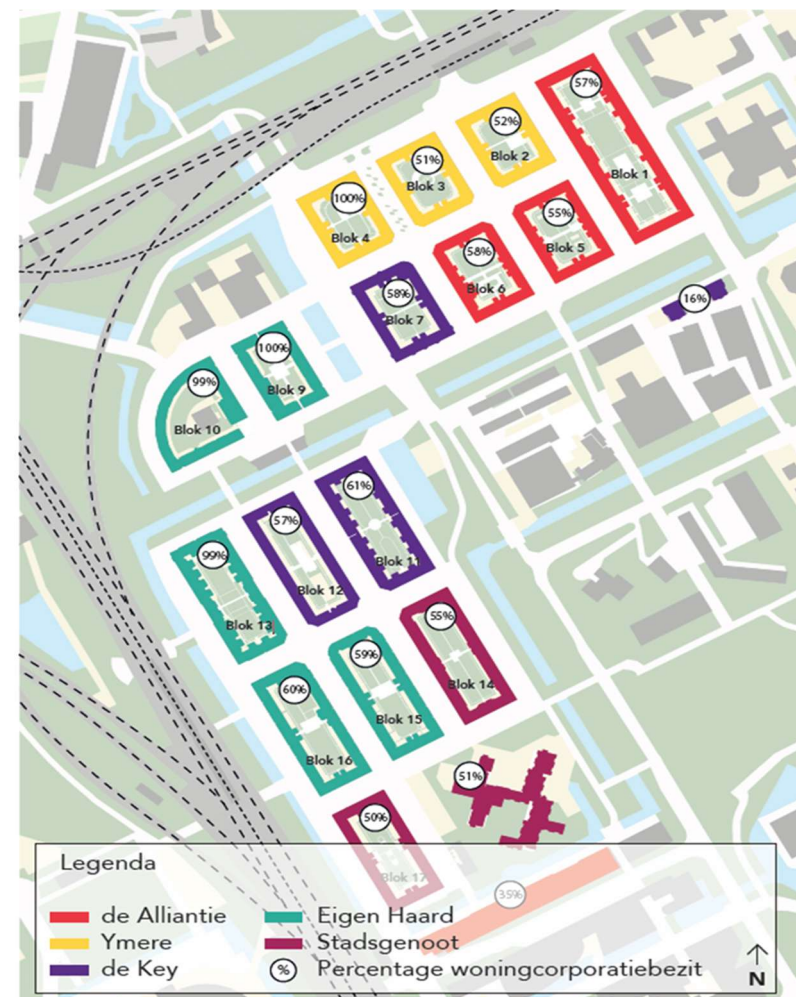 57%
Blok 1
52%
Blok 2
51%
Blok 3
100%
Blok 4
55%
Blok 5
58%
Blok 6
58%
Blok 7
16%
100%
Blok 9
99%
Blok 10
61%
Blok 11
57%
Blok 12
99%
Blok 13
55%
Blok 14
59%
Blok 15
60%
Blok 16
51%
50%
Blok 17
35%
Legenda
de Alliantie
Ymere
de Key
Eigen Haard
Stadsgenoot
% Percentage woningcorporatiebezit
N